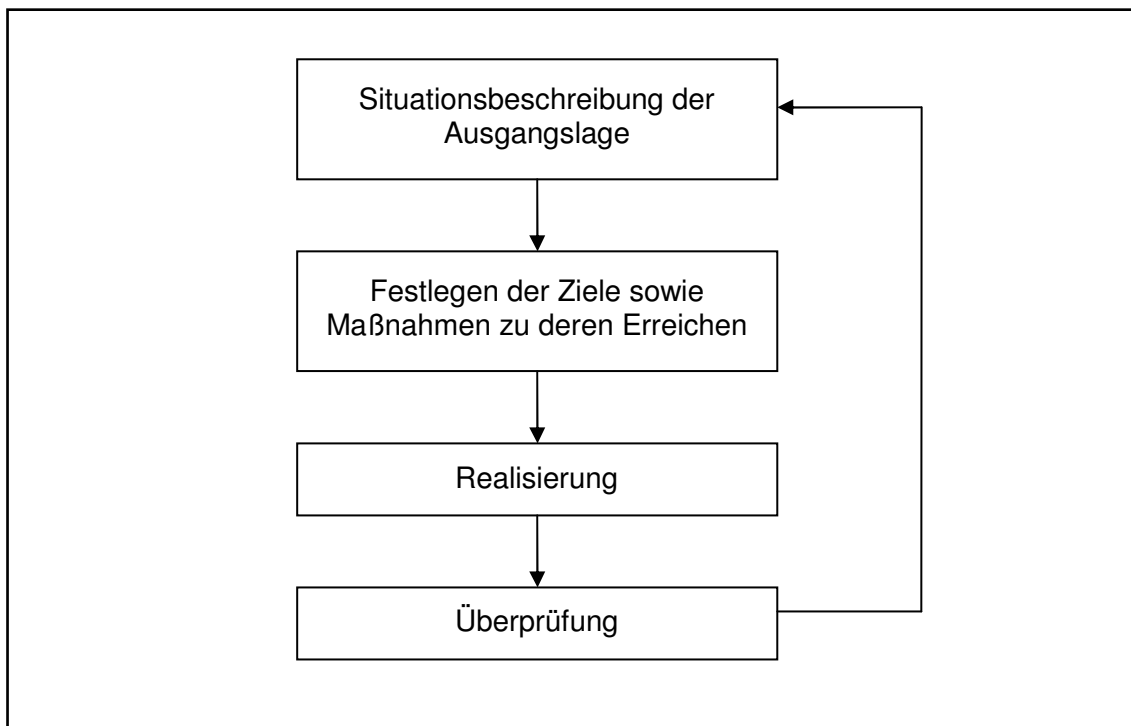 Situationsbeschreibung der
Ausgangslage
Festlegen der Ziele sowie
Maßnahmen zu deren Erreichen
Realisierung
Überprüfung